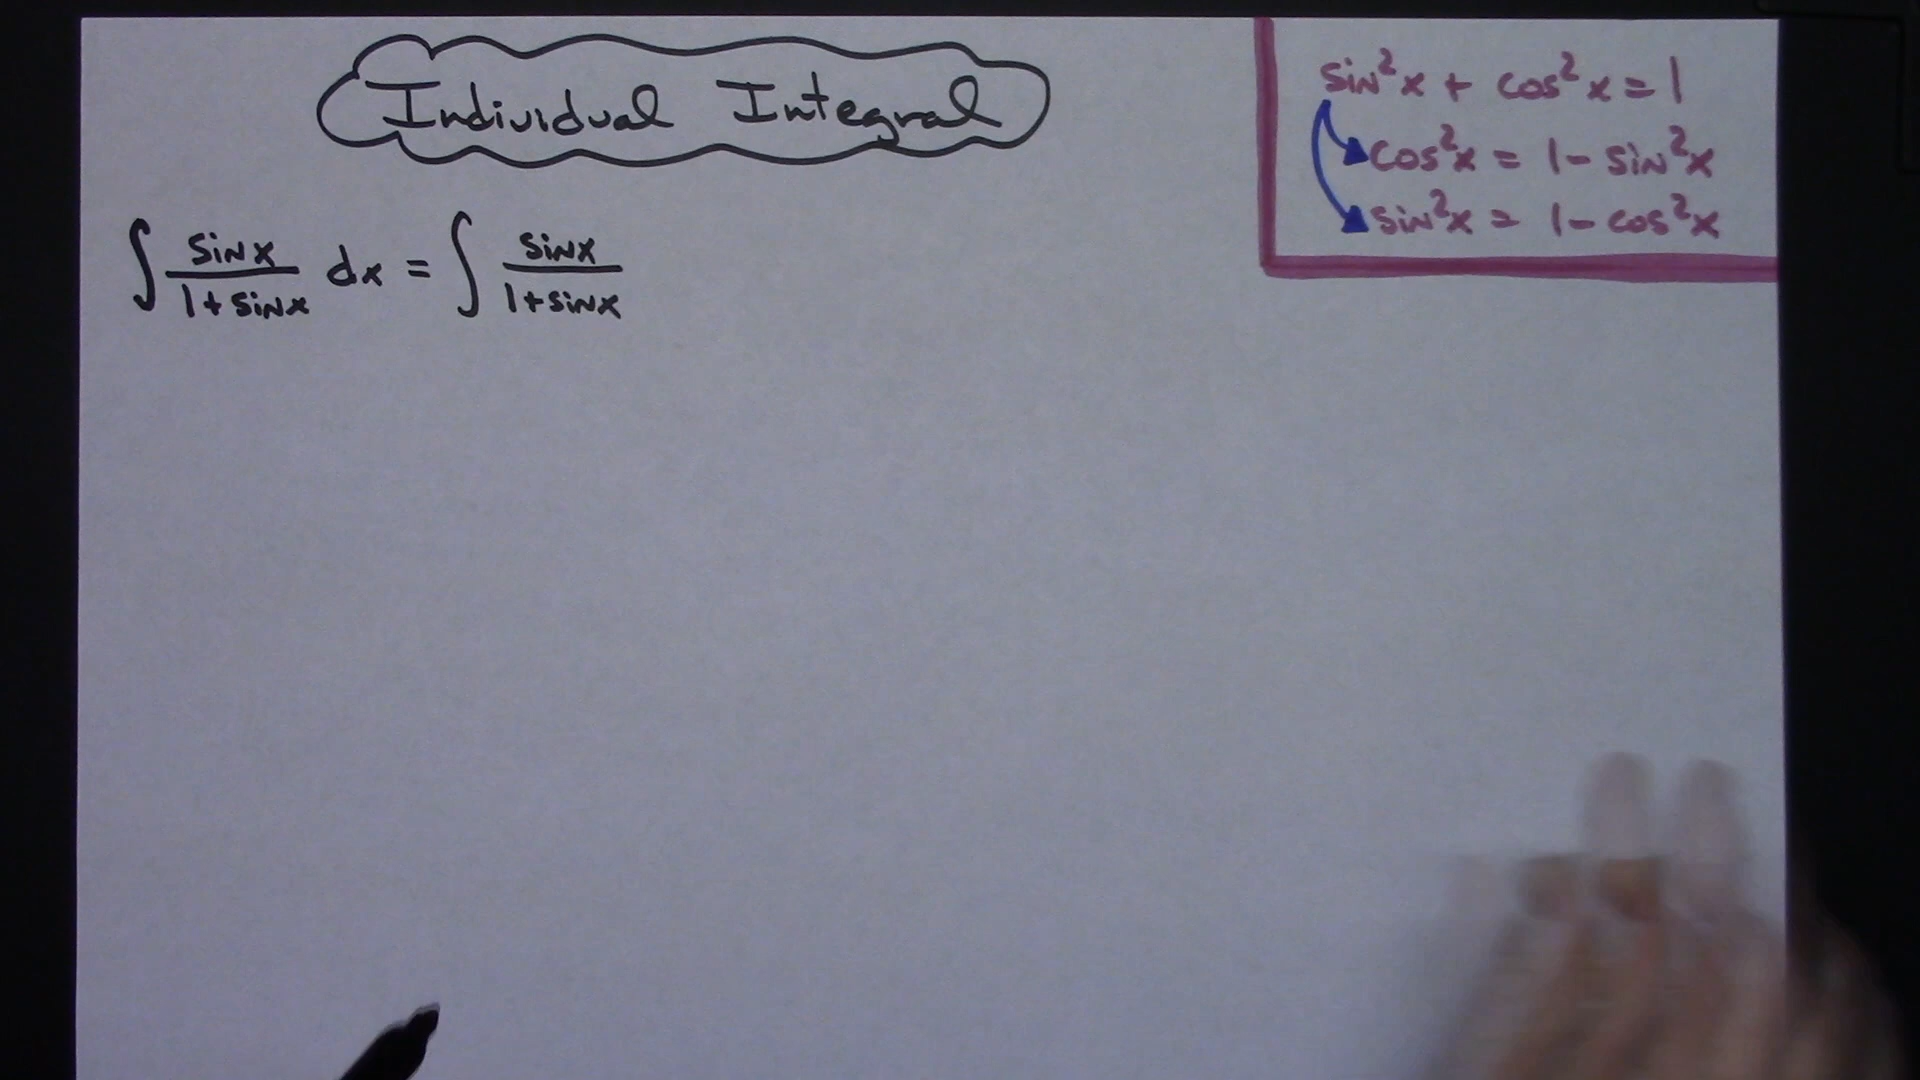 Individual Integral
sin²x + cos²x = 1
cos²x = 1 - sin²x
sin²x = 1 - cos²x
∫ sinx/(1+sinx) dx = ∫ sinx/(1+sinx)